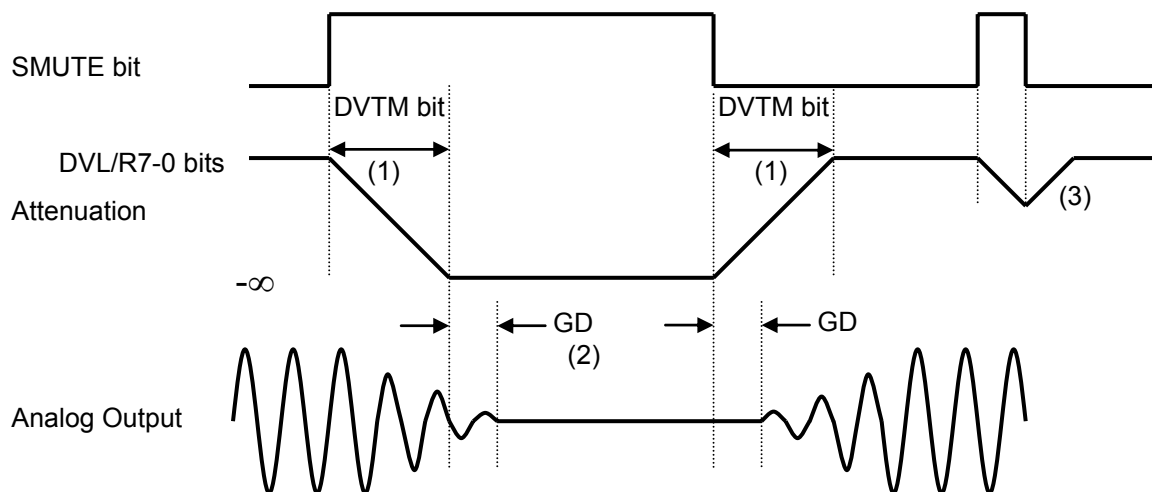 SMUTE bit
DVTM bit
DVTM bit
DVL/R7-0 bits
(1)
(1)
(3)
Attenuation
-∞
GD
GD
(2)
Analog Output